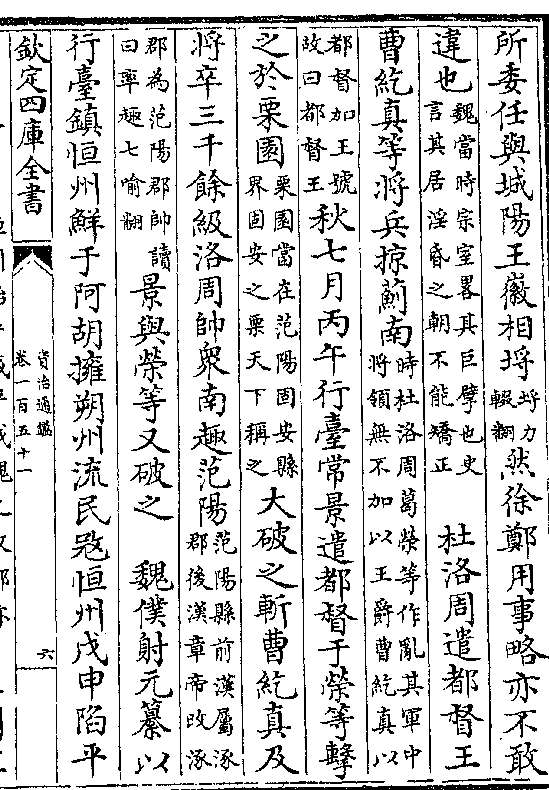 所委任與城陽王徽相埒埒力輟翻然徐鄭用事略亦不敢
違也魏當時宗室畧其巨擘也史言其居淫昏之朝不能矯正 杜洛周遣都督王
曹紇真等將兵掠薊南時杜洛周葛榮等作亂其軍中將領無不加以王爵曹紇真以
都督加王號故曰都督王秋七月丙午行臺常景遣都督于榮等擊
之於栗園栗園當在范陽固安縣界固安之栗天下稱之大破之斬曹紇真及
將卒三千餘級洛周帥衆南趣范陽范陽縣前漢屬涿郡後漢章帝改涿
郡為范陽郡帥讀曰率趣七喻翻景與榮等又破之 魏僕射元纂以
行臺鎮恒州鮮于阿胡擁朔州流民冦恒州戊申陷平
欽定四庫全書
資治通鑑
卷一百五十一
六